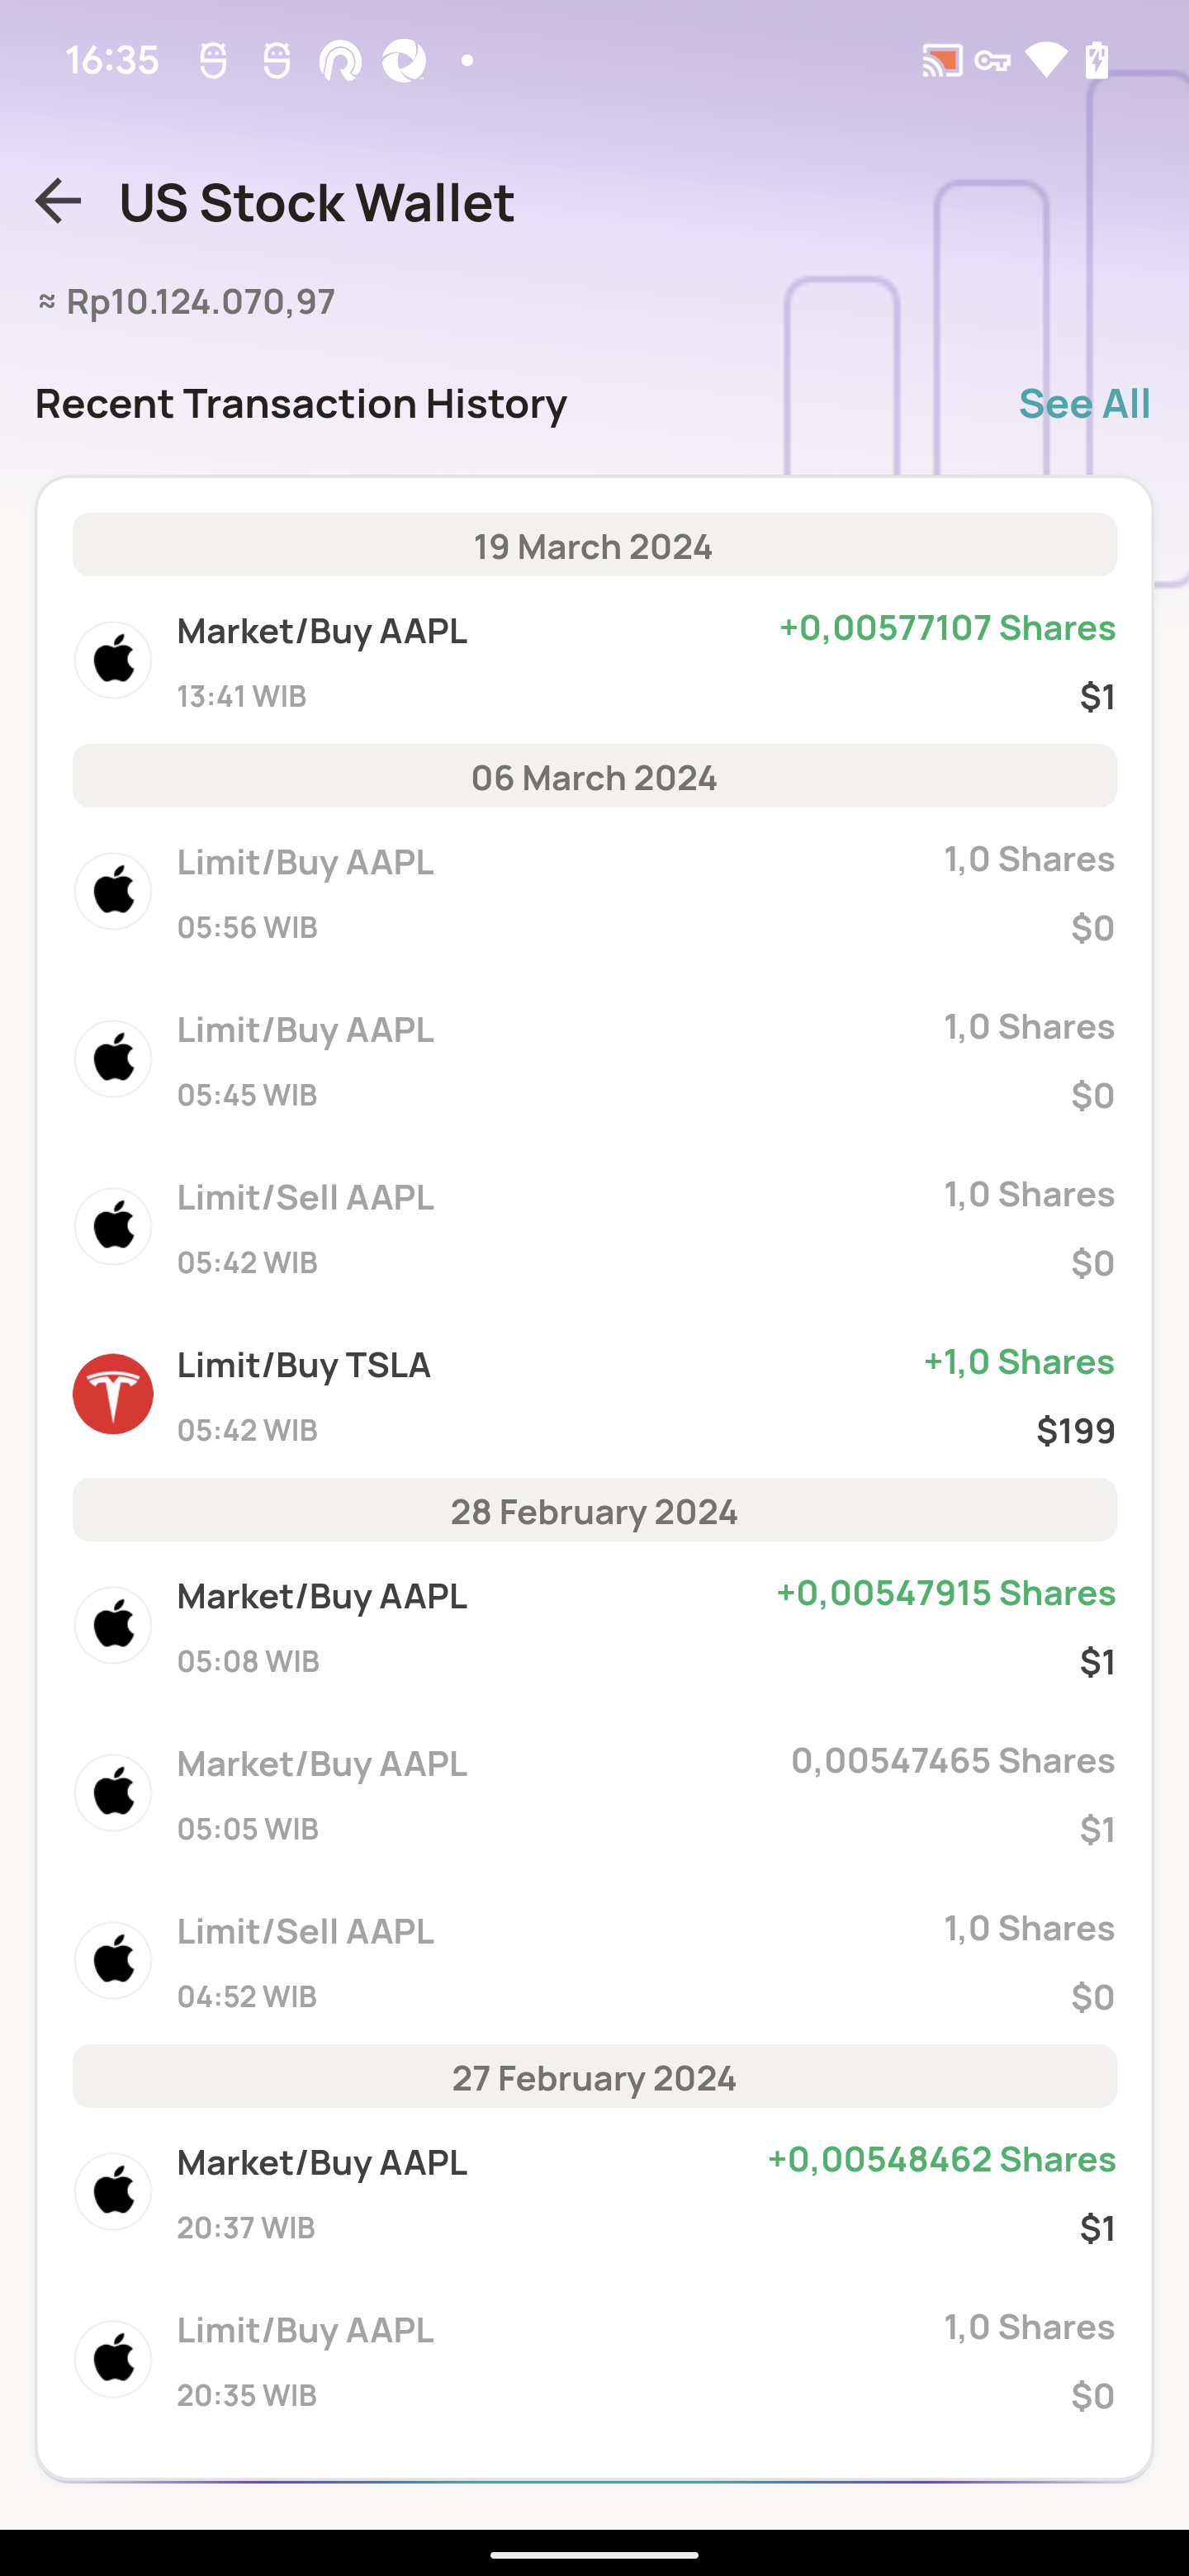 16:35
US Stock Wallet
≈ Rp10.124.070,97
Recent Transaction History See All
19 March 2024
Market/Buy AAPL +0,00577107 Shares
13:41 WIB $1
06 March 2024
Limit/Buy AAPL 1,0 Shares
05:56 WIB $0
Limit/Buy AAPL 1,0 Shares
05:45 WIB $0
Limit/Sell AAPL 1,0 Shares
05:42 WIB $0
Limit/Buy TSLA +1,0 Shares
05:42 WIB $199
28 February 2024
Market/Buy AAPL +0,00547915 Shares
05:08 WIB $1
Market/Buy AAPL 0,00547465 Shares
05:05 WIB $1
Limit/Sell AAPL 1,0 Shares
04:52 WIB $0
27 February 2024
Market/Buy AAPL +0,00548462 Shares
20:37 WIB $1
Limit/Buy AAPL 1,0 Shares
20:35 WIB $0